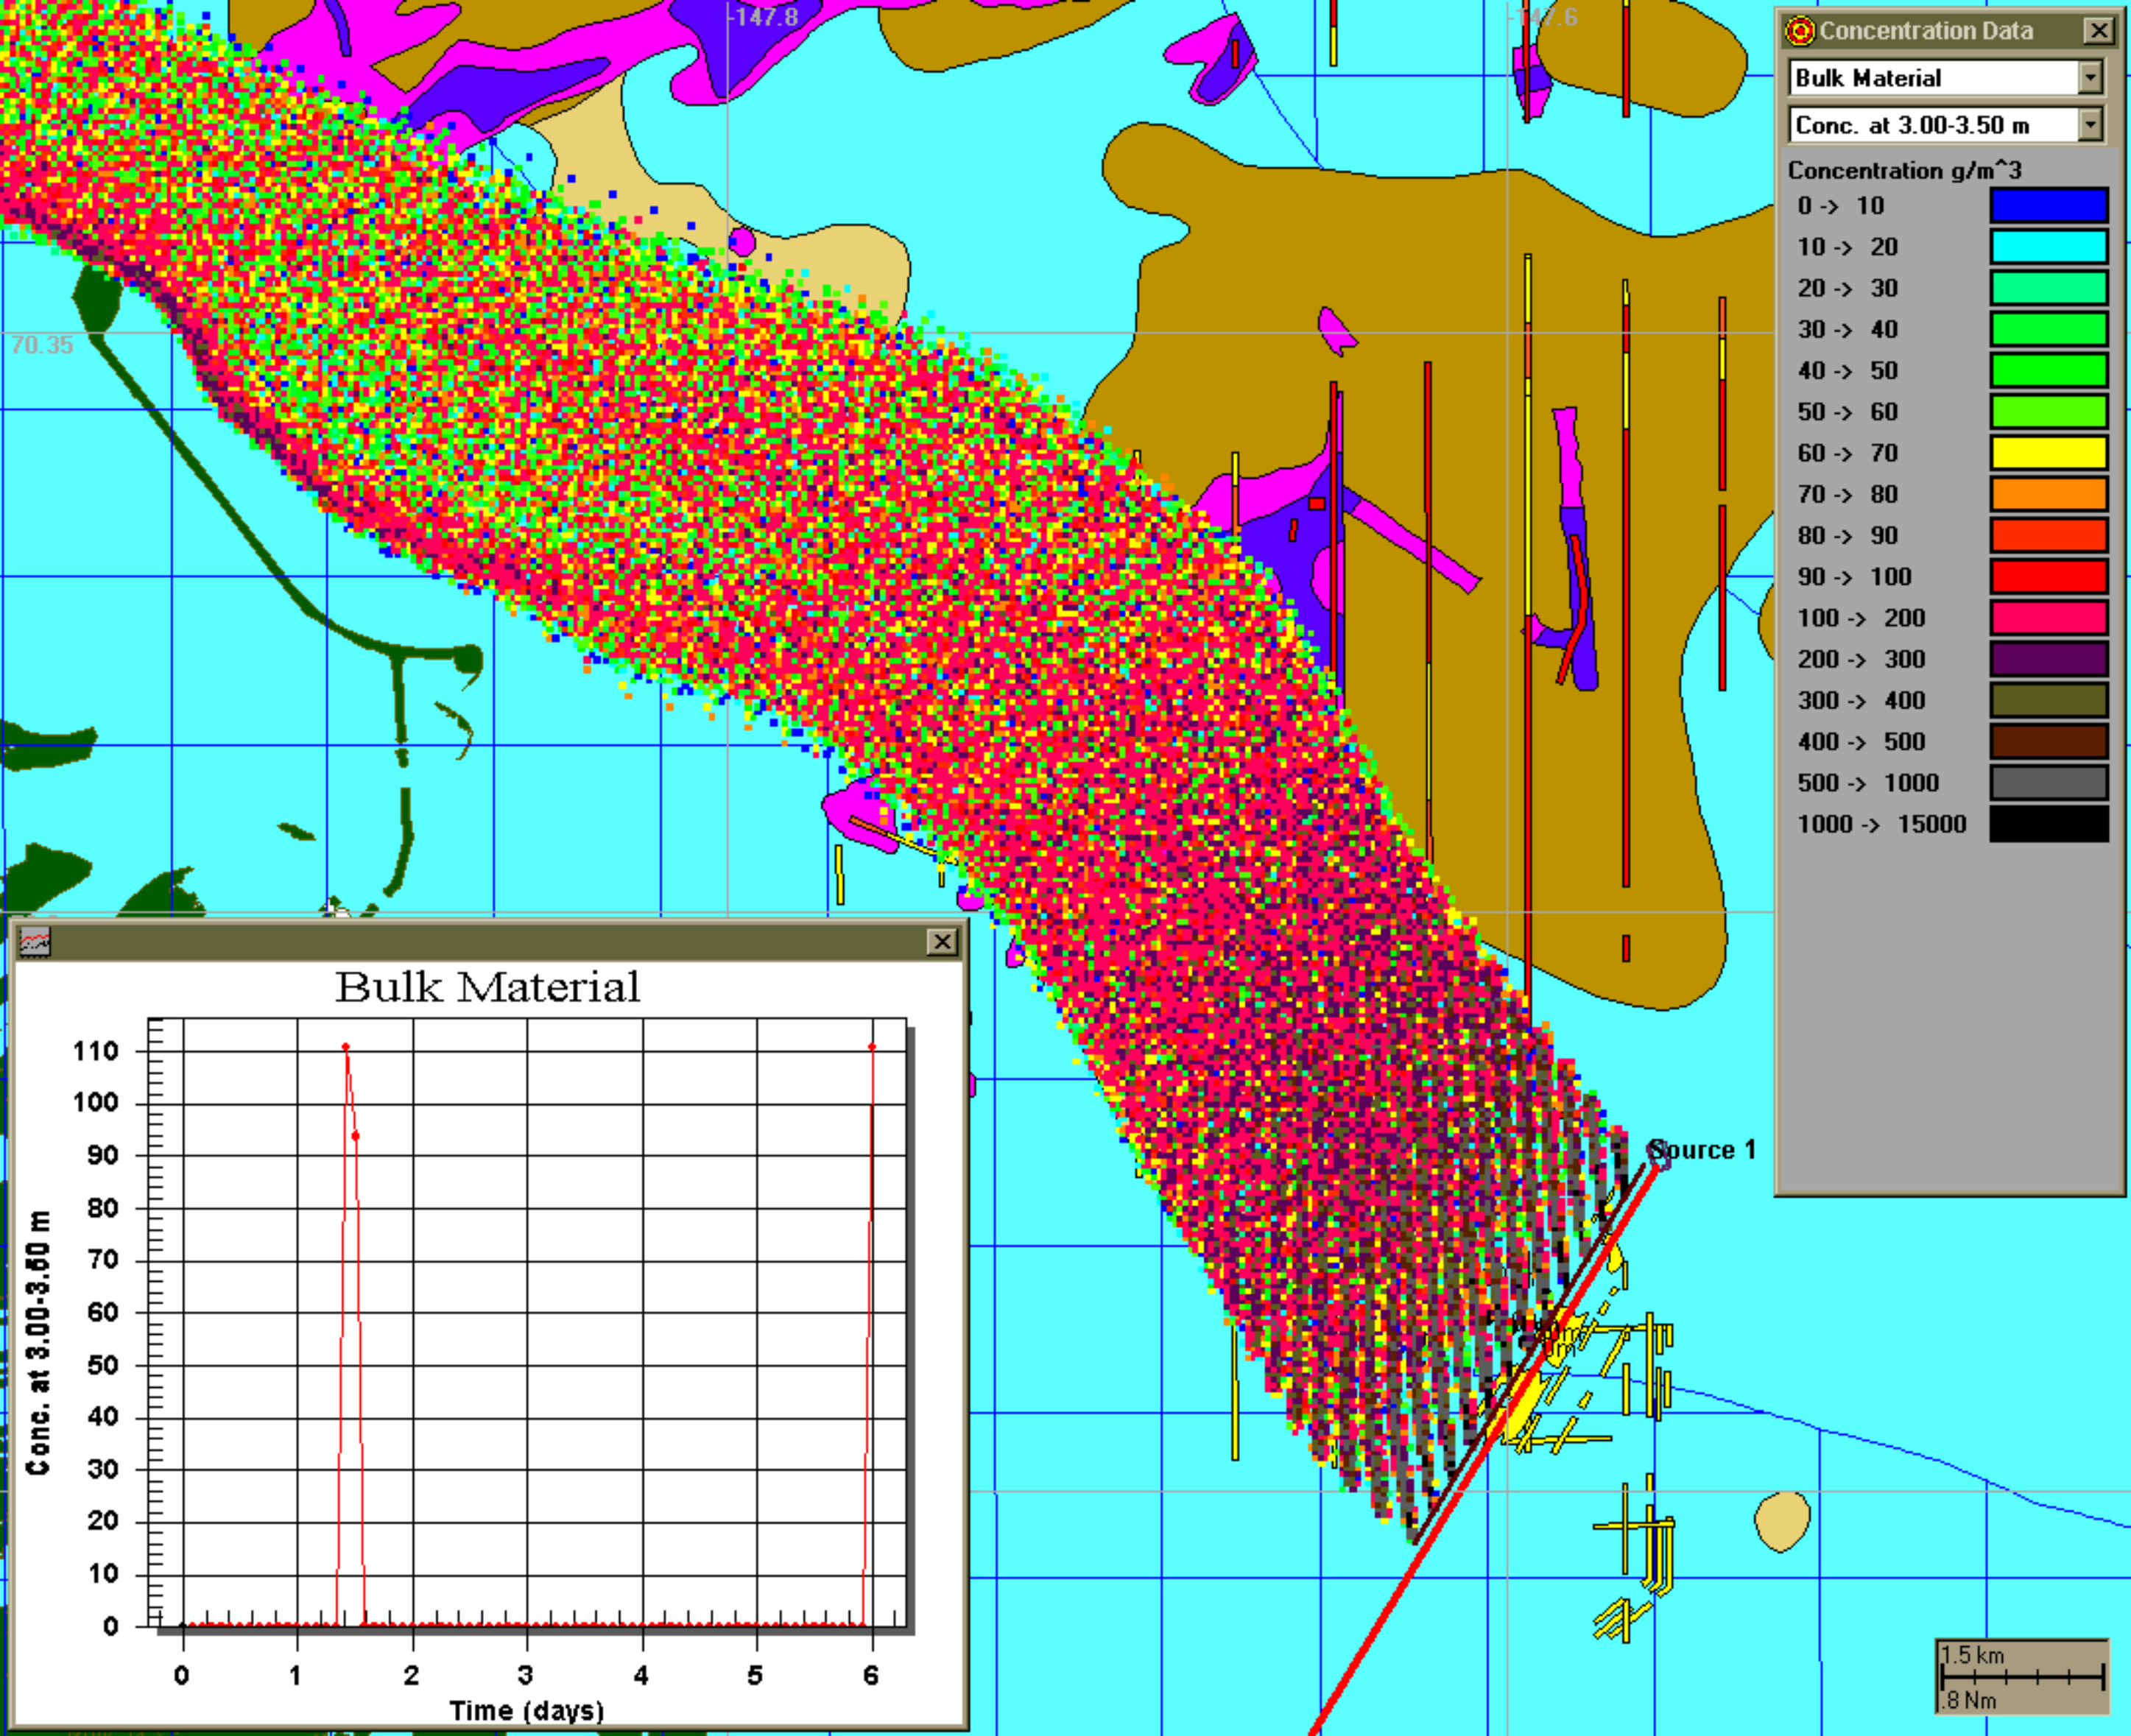 -147.8
-147.6
70.35
Concentration Data
Bulk Material
Conc. at 3.00-3.50 m
Concentration g/m^3
0 -> 10
10 -> 20
20 -> 30
30 -> 40
40 -> 50
50 -> 60
60 -> 70
70 -> 80
80 -> 90
90 -> 100
100 -> 200
200 -> 300
300 -> 400
400 -> 500
500 -> 1000
1000 -> 15000
Source 1
Bulk Material
Conc. at 3.00-3.50 m
110
100
90
80
70
60
50
40
30
20
10
0
0 1 2 3 4 5 6
Time (days)
1.5 km
.8 Nm